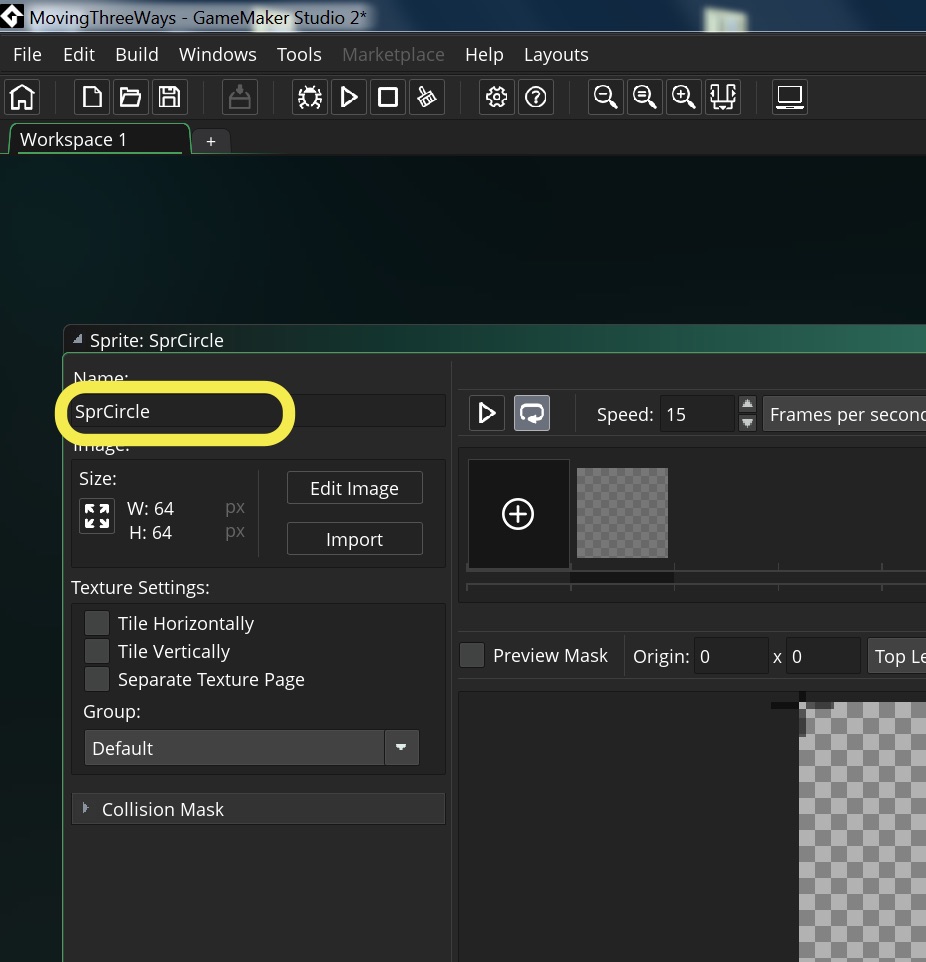 MovingThreeWays - GameMaker Studio 2*
File Edit Build Windows Tools Marketplace Help Layouts
Workspace 1 +
Sprite: SprCircle
Name:
SprCircle
Image:
Size:
W: 64 px
H: 64 px
Edit Image
Import
Texture Settings:
Tile Horizontally
Tile Vertically
Separate Texture Page
Group:
Default
Collision Mask
Speed: 15 Frames per secon
Preview Mask Origin: 0 x 0 Top Le